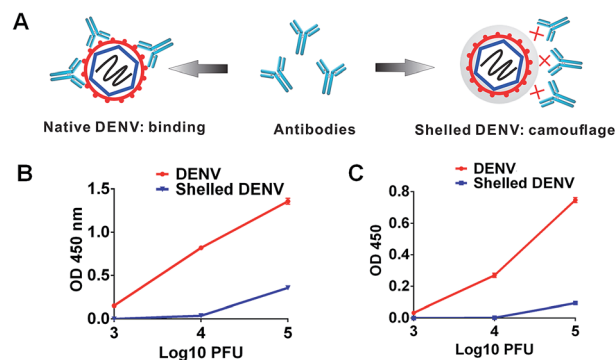 A
Native DENV: binding
Antibodies
Shelled DENV: camouflage
B
DENV
Shelled DENV
OD 450 nm
1.5
1.0
0.5
0.0
3
4
5
Log10 PFU
C
DENV
Shelled DENV
OD 450
0.8
0.6
0.4
0.2
0.0
3
4
5
Log10 PFU